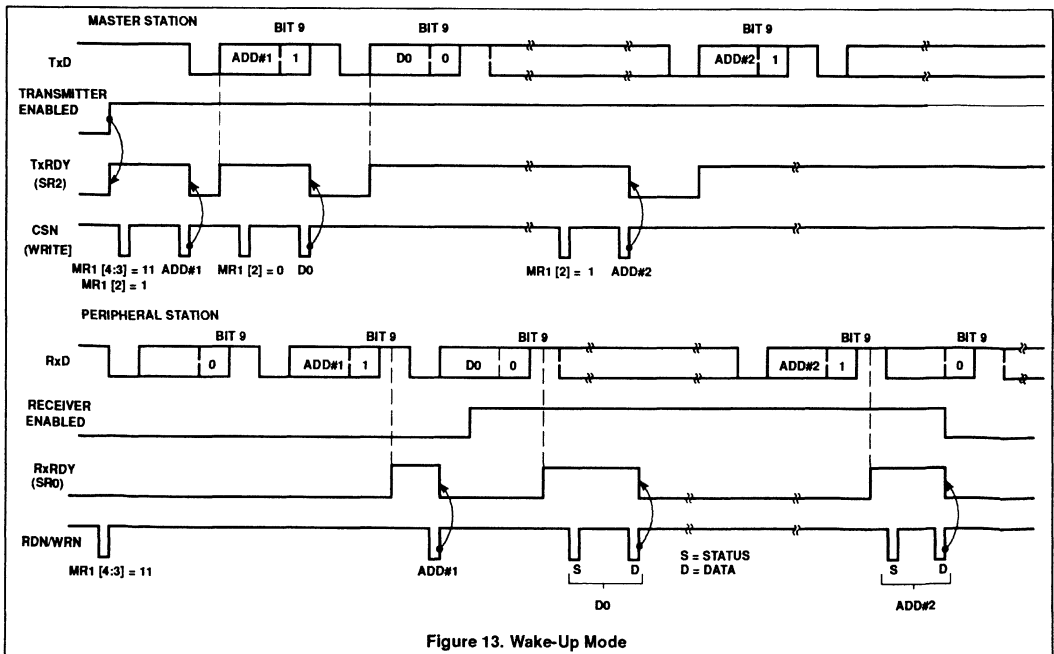 MASTER STATION
BIT 9 BIT 9 BIT 9
TxD ADD#1 1 D0 0 ADD#2 1
TRANSMITTER
ENABLED
TxRDY
(SR2)
CSN
(WRITE]
MR1 [4:3] = 11 ADD#1 MR1 [2] = 0 D0 MR1 [2] = 1 ADD#2
MR1 [2] = 1
PERIPHERAL STATION
BIT 9 BIT 9 BIT 9 BIT 9 BIT 9
RxD 0 ADD#1 1 D0 0 ADD#2 1 0
RECEIVER
ENABLED
RxRDY
(SR0)
RDN/WRN
MR1 [4:3] = 11 ADD#1 S D S = STATUS S D
D = DATA
D0 ADD#2
Figure 13. Wake-Up Mode